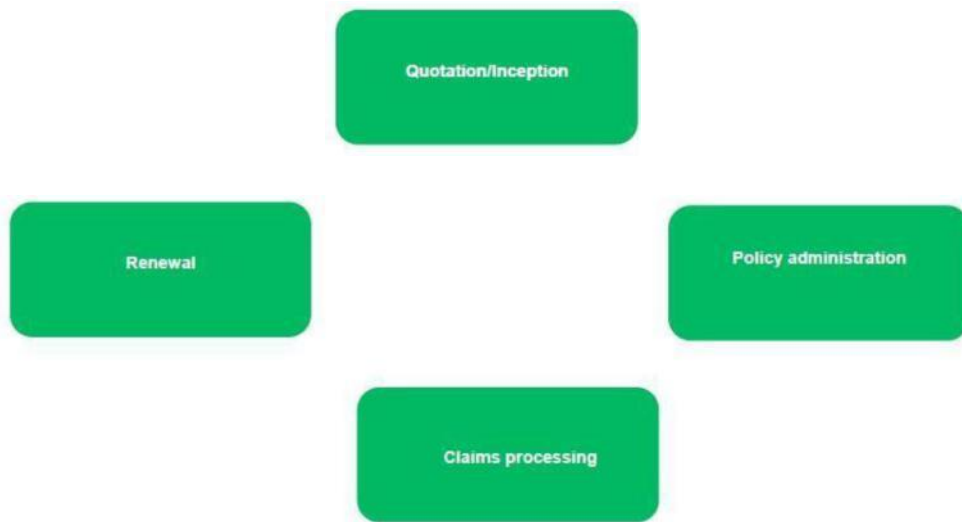 Quotation/Inception
Renewal
Policy administration
Claims processing